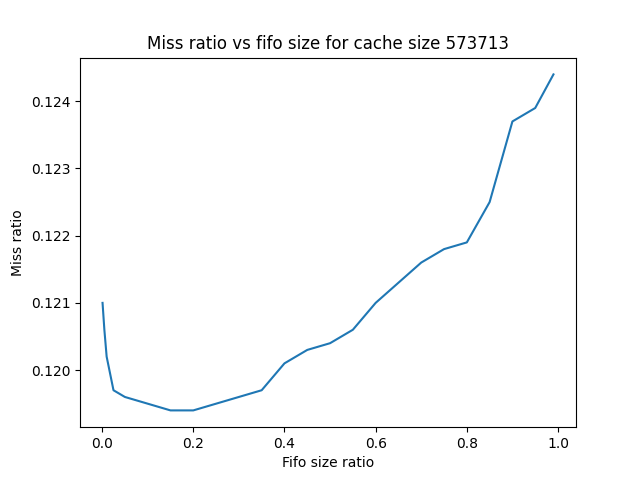 Miss ratio vs fifo size for cache size 573713
0.124
0.123
0.122
0.121
0.120
Miss ratio
0.0 0.2 0.4 0.6 0.8 1.0
Fifo size ratio